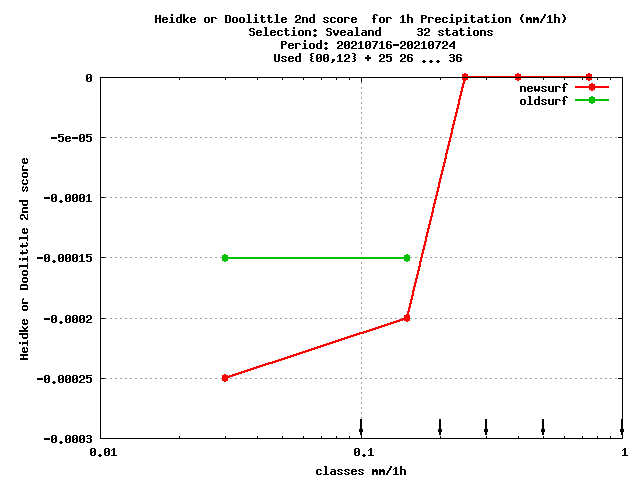 Heidke or Doolittle 2nd score  for 1h Precipitation (mm/1h)
Selection: Svealand     32 stations
Period: 20210716-20210724
Used {00,12} + 25 26 ... 36
newsurf
oldsurf
0
-5e-05
-0.0001
-0.00015
-0.0002
-0.00025
-0.0003
Heidke or Doolittle 2nd score
0.01 0.1 1
classes mm/1h